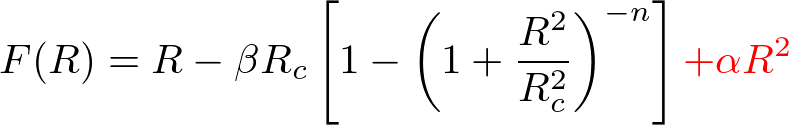 F(R) = R − βR_c [1 − (1 + R²/R_c²)^{−n}] + αR²